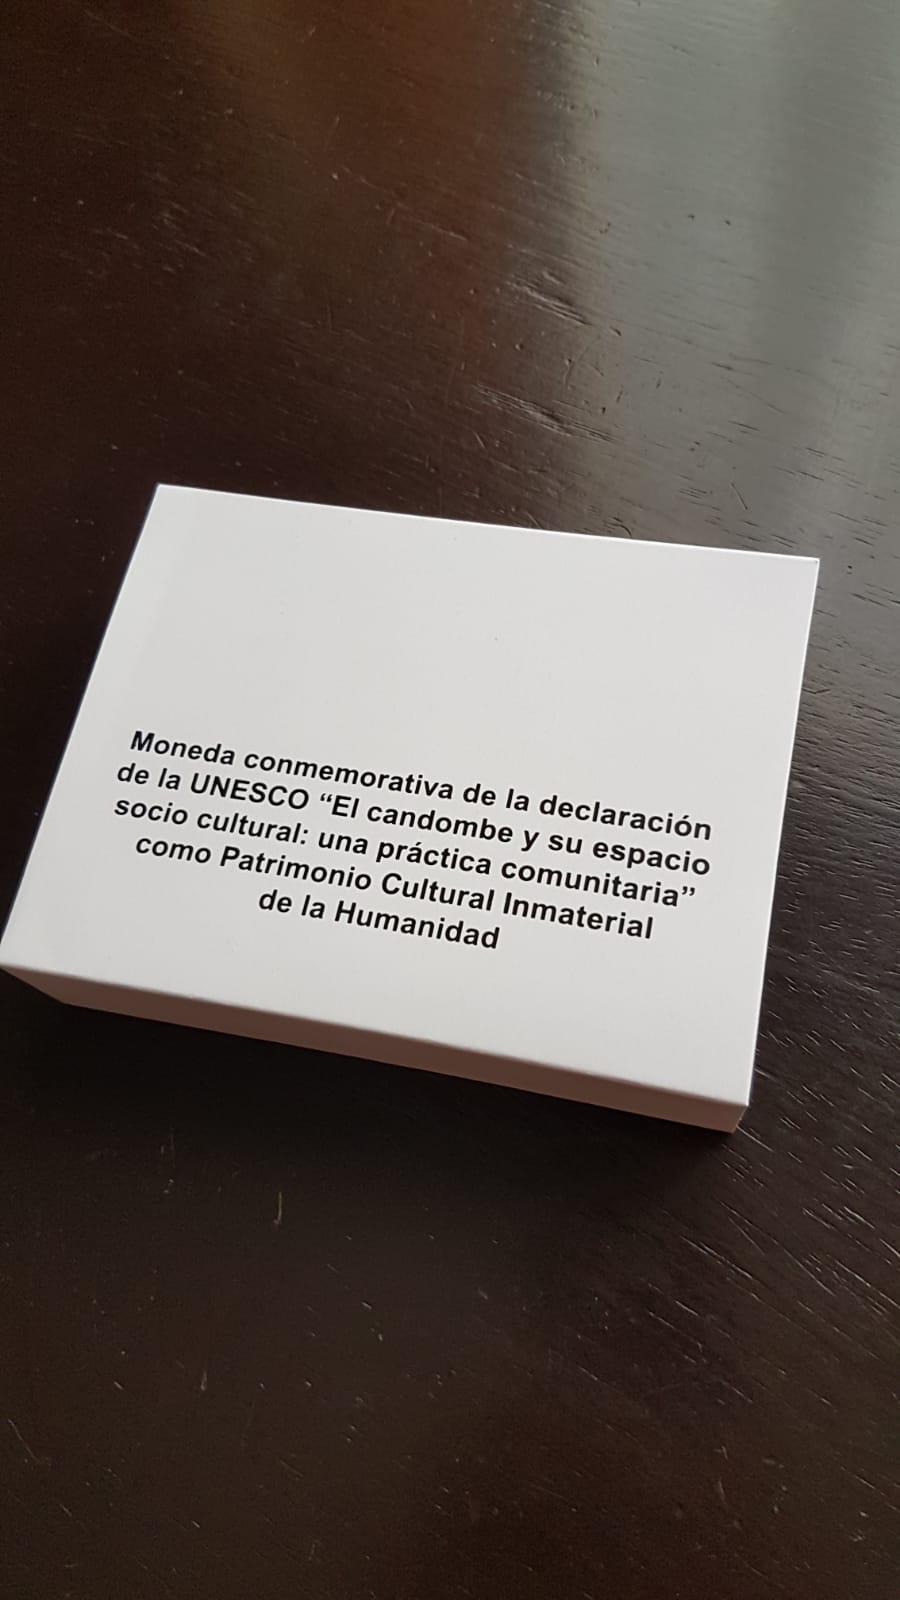 Moneda conmemorativa de la declaración
de la UNESCO “El candombe y su espacio
socio cultural: una práctica comunitaria”
como Patrimonio Cultural Inmaterial
de la Humanidad